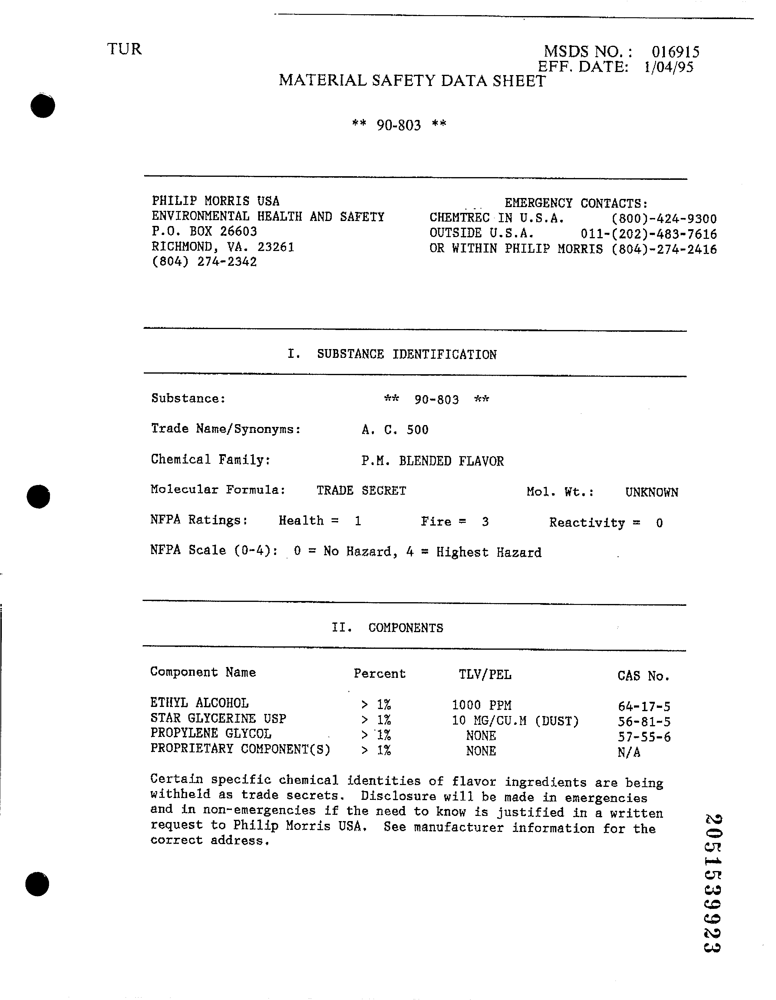 TUR
MSDS NO. : 016915
EFF. DATE: 1/04/95
MATERIAL SAFETY DATA SHEET
** 90-803 **
PHILIP MORRIS USA
ENVIRONMENTAL HEALTH AND SAFETY
P.O. BOX 26603
RICHMOND, VA. 23261
(804) 274-2342
EMERGENCY CONTACTS:
CHEMTREC IN U.S.A. (800)-424-9300
OUTSIDE U.S.A. 011-(202)-483-7616
OR WITHIN PHILIP MORRIS (804)-274-2416
I. SUBSTANCE IDENTIFICATION
Substance: ** 90-803 **
Trade Name/Synonyms: A. C. 500
Chemical Family: P.M. BLENDED FLAVOR
Molecular Formula: TRADE SECRET Mol. Wt.: UNKNOWN
NFPA Ratings: Health = 1 Fire = 3 Reactivity = 0
NFPA Scale (0-4): 0 = No Hazard, 4 = Highest Hazard
II. COMPONENTS
Component Name Percent TLV/PEL CAS No.
ETHYL ALCOHOL > 1% 1000 PPM 64-17-5
STAR GLYCERINE USP > 1% 10 MG/CU.M (DUST) 56-81-5
PROPYLENE GLYCOL > 1% NONE 57-55-6
PROPRIETARY COMPONENT(S) > 1% NONE N/A
Certain specific chemical identities of flavor ingredients are being
withheld as trade secrets. Disclosure will be made in emergencies
and in non-emergencies if the need to know is justified in a written
request to Philip Morris USA. See manufacturer information for the
correct address.
2051539923